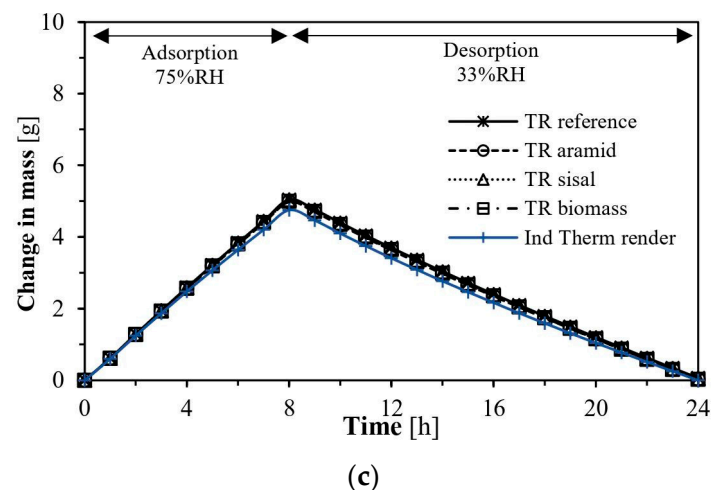 10
Adsorption
75%RH
Desorption
33%RH
8
TR reference
6
TR aramid
TR sisal
4
TR biomass
Ind Therm render
2
0
Change in mass [g]
0 4 8 12 16 20 24
Time [h]
(c)